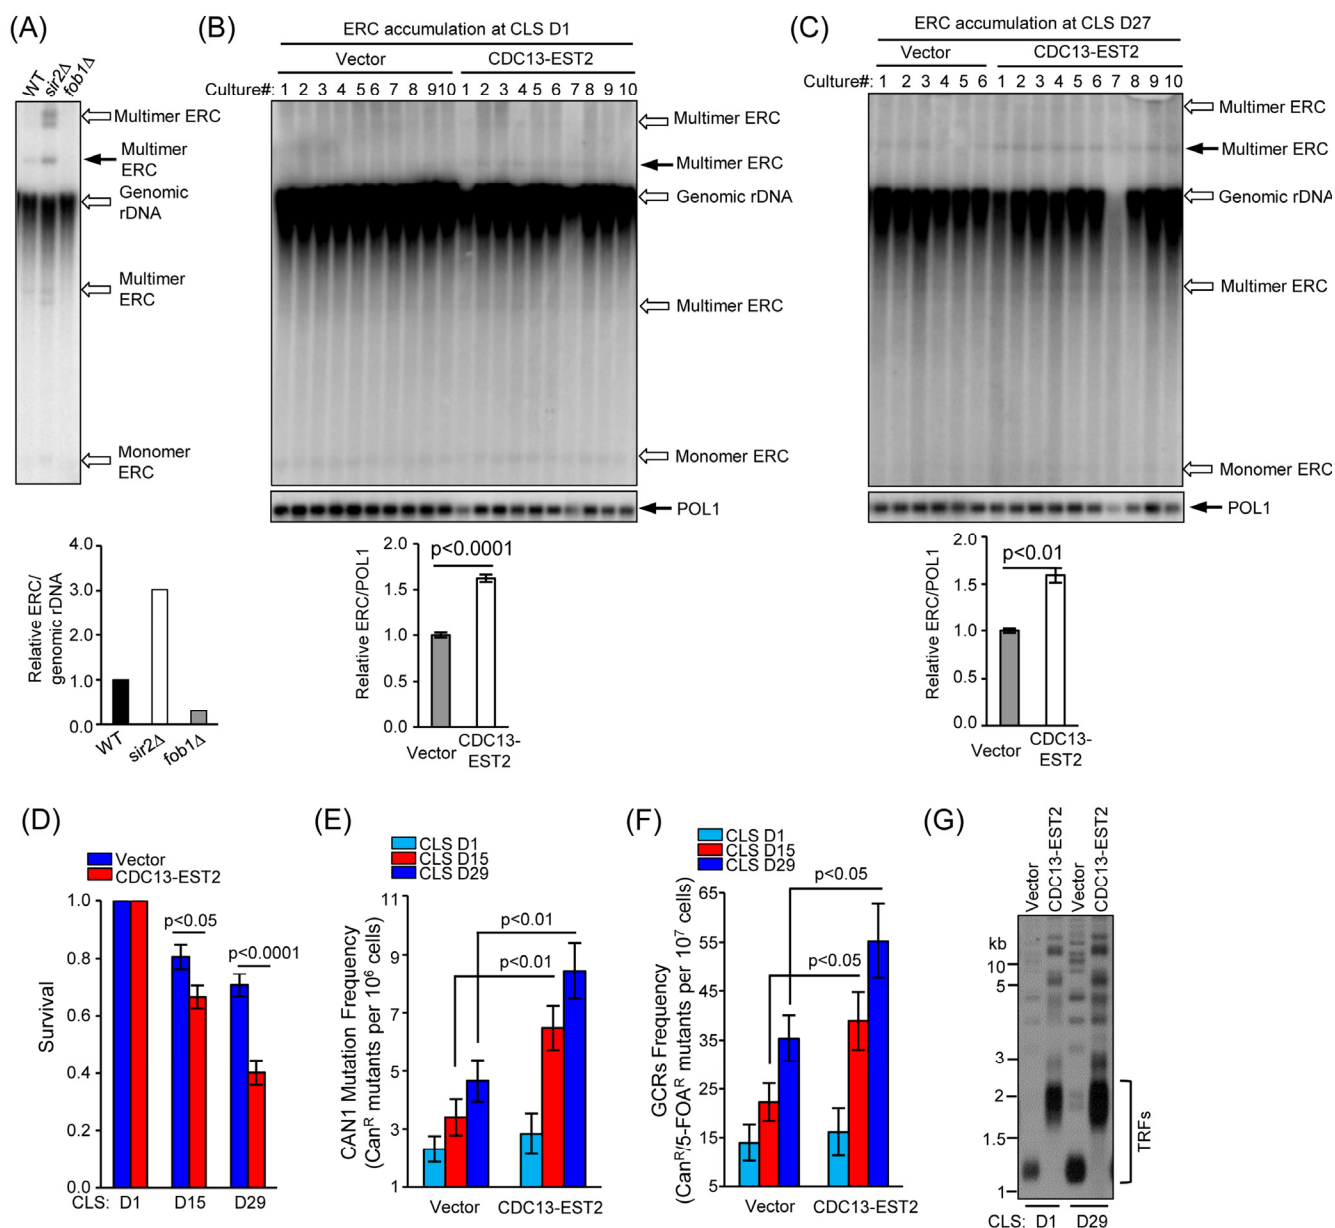 (A)
WT sir2Δ fob1Δ
Multimer ERC
Multimer
ERC
Genomic
rDNA
Multimer
ERC
Monomer
ERC
Relative ERC/
genomic rDNA
4.0
3.0
2.0
1.0
0.0
WT sir2Δ fob1Δ
(B)
ERC accumulation at CLS D1
Vector CDC13-EST2
Culture#: 1 2 3 4 5 6 7 8 9 10 1 2 3 4 5 6 7 8 9 10
Multimer ERC
Multimer ERC
Genomic rDNA
Multimer ERC
Monomer ERC
POL1
Relative ERC/POL1
2.0
1.5
1.0
0.5
0.0
p<0.0001
Vector CDC13-
EST2
(C)
ERC accumulation at CLS D27
Vector CDC13-EST2
Culture#: 1 2 3 4 5 6 1 2 3 4 5 6 7 8 9 10
Multimer ERC
Multimer ERC
Genomic rDNA
Multimer ERC
Monomer ERC
POL1
Relative ERC/POL1
2.0
1.5
1.0
0.5
0.0
p<0.01
Vector CDC13-
EST2
(D)
Vector
CDC13-EST2
Survival
1.0
0.8
0.6
0.4
0.2
0.0
p<0.05
p<0.0001
CLS: D1 D15 D29
(E)
CLS D1
CLS D15
CLS D29
CAN1 Mutation Frequency
(CanR mutants per 10^6 cells)
11
9
7
5
3
1
p<0.01
p<0.01
Vector CDC13-EST2
(F)
CLS D1
CLS D15
CLS D29
GCRs Frequency
(CanR/5-FOAR mutants per 10^7 cells)
65
55
45
35
25
15
5
p<0.05
p<0.05
Vector CDC13-EST2
(G)
Vector
CDC13-EST2
Vector
CDC13-EST2
kb
10
5
3
2
1.5
1
TRFs
CLS: D1 D29